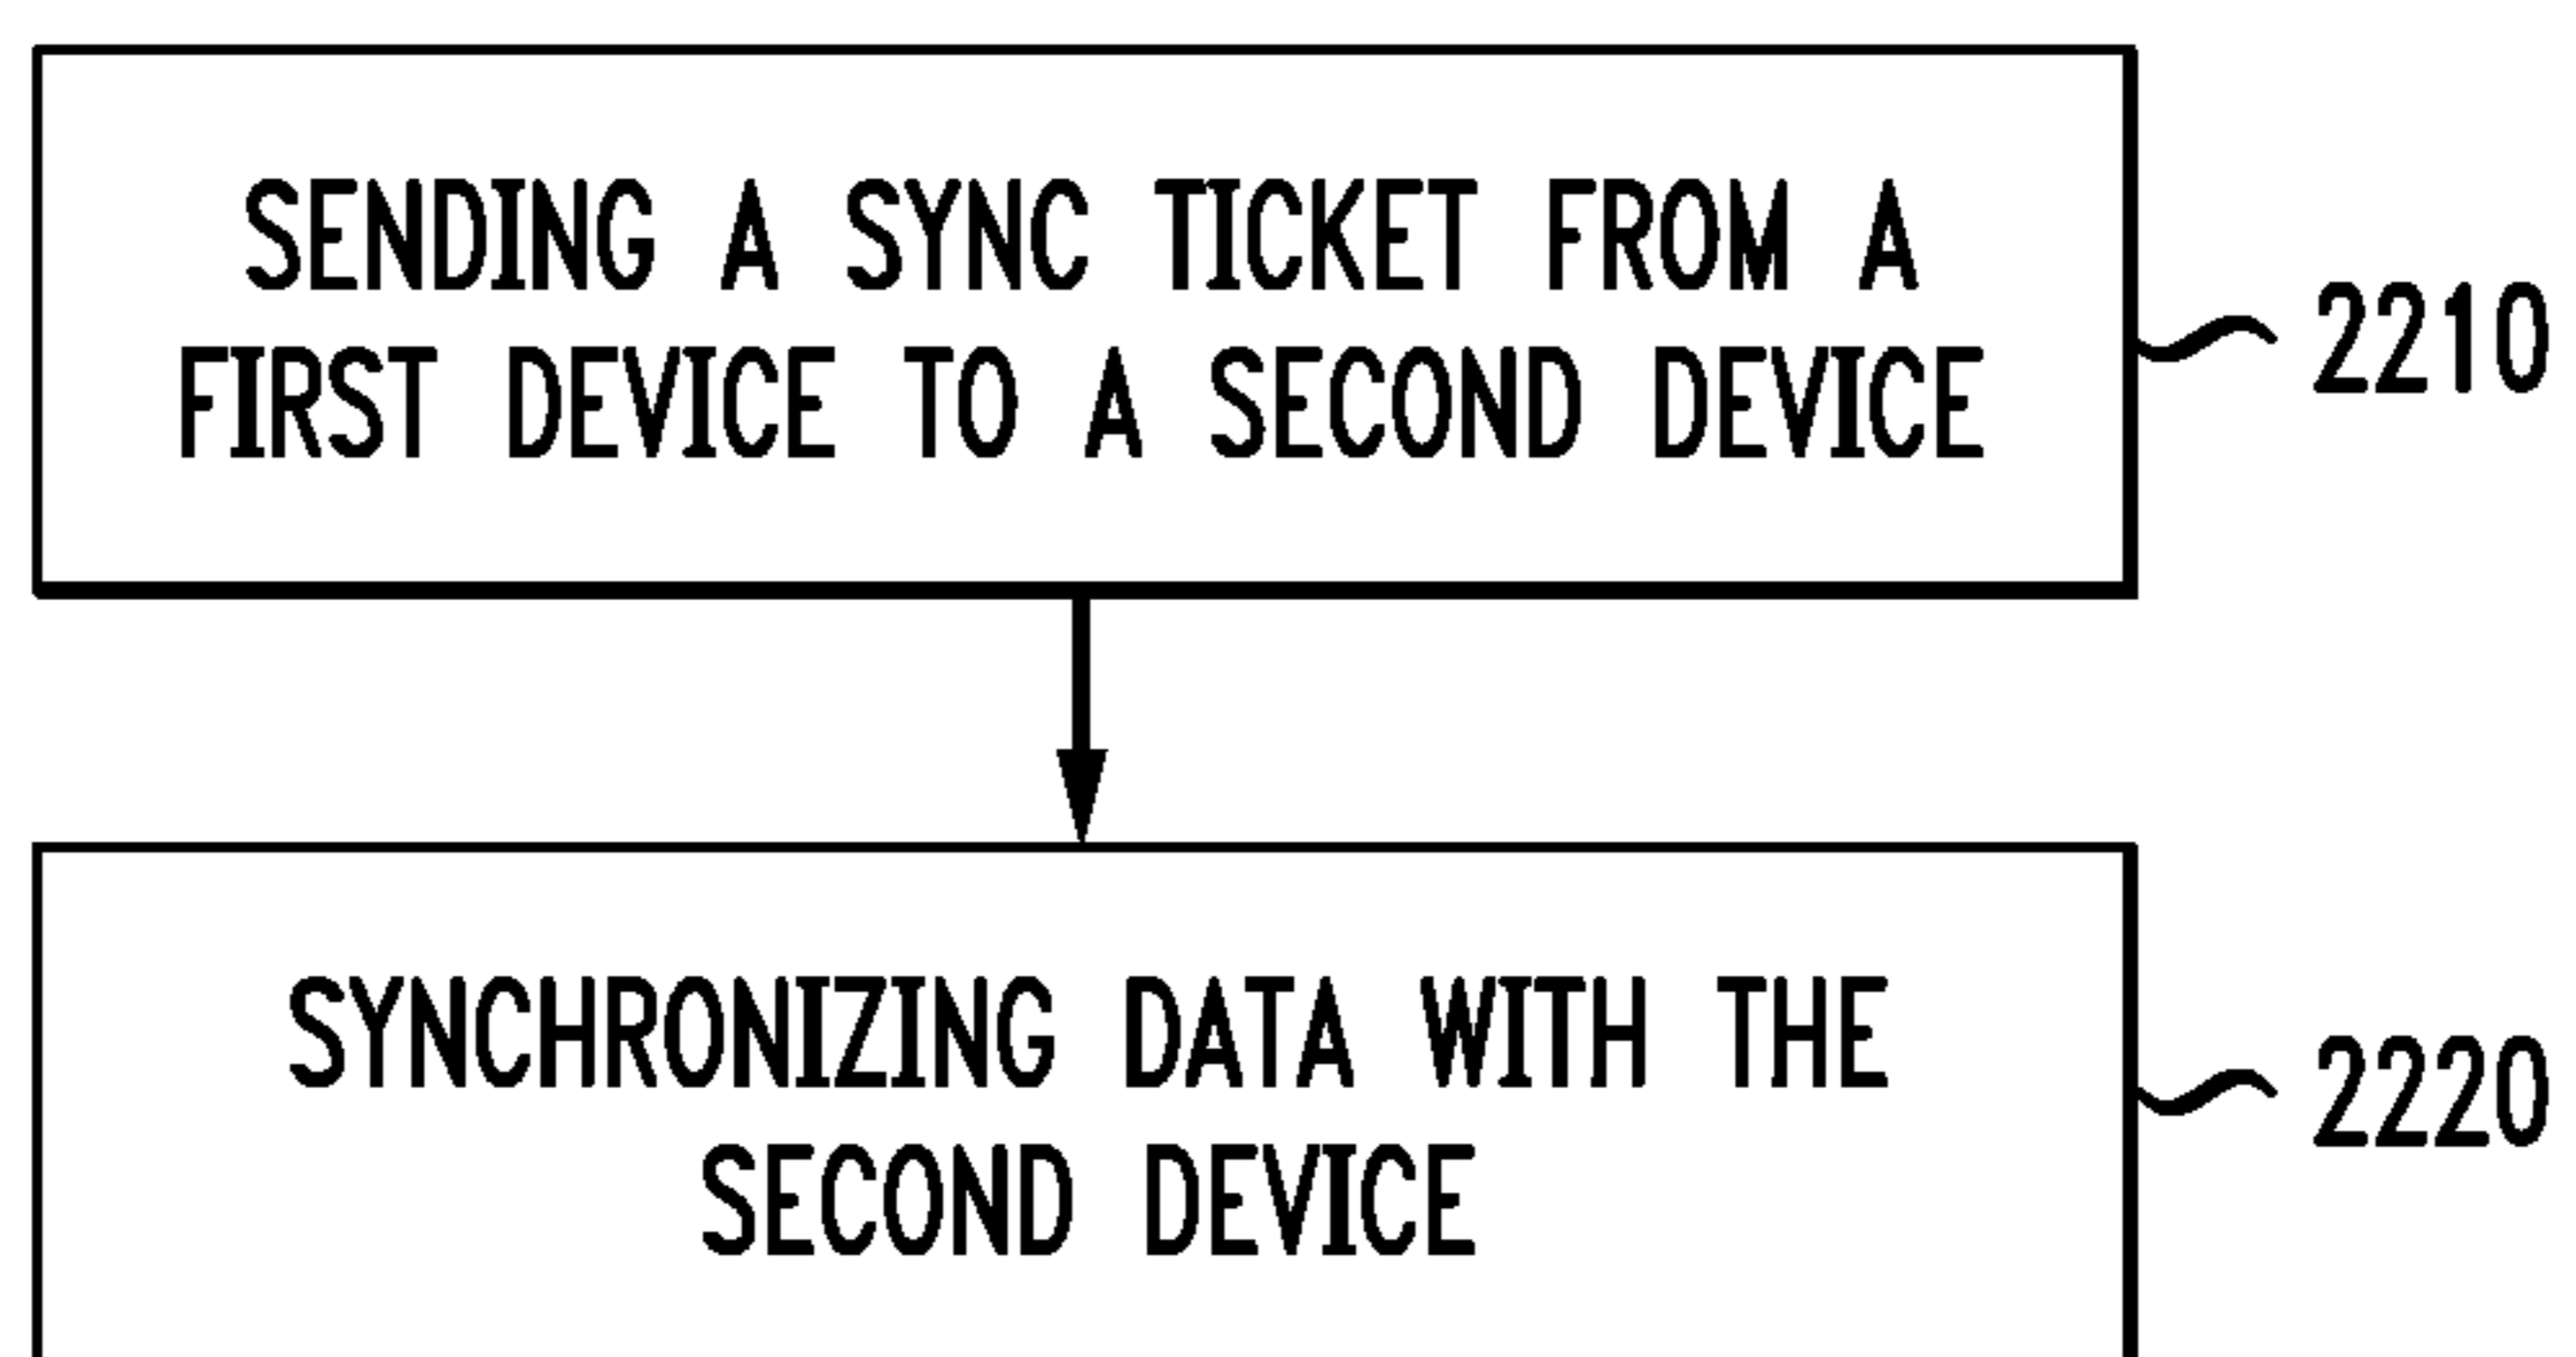 SENDING A SYNC TICKET FROM A
FIRST DEVICE TO A SECOND DEVICE
2210
SYNCHRONIZING DATA WITH THE
SECOND DEVICE
2220